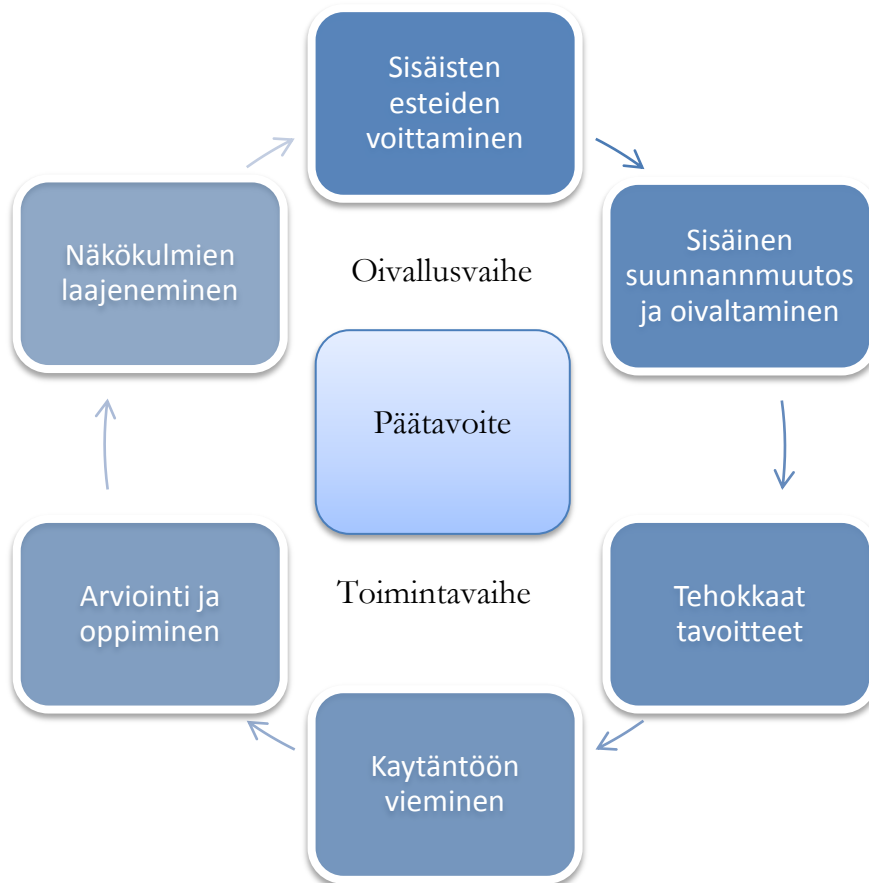 Sisäisten
esteiden
voittaminen
Sisäinen
suunnannmuutos
ja oivaltaminen
Tehokkaat
tavoitteet
Kaytäntöön
vieminen
Arviointi ja
oppiminen
Näkökulmien
laajeneminen
Oivallusvaihe
Päätavoite
Toimintavaihe